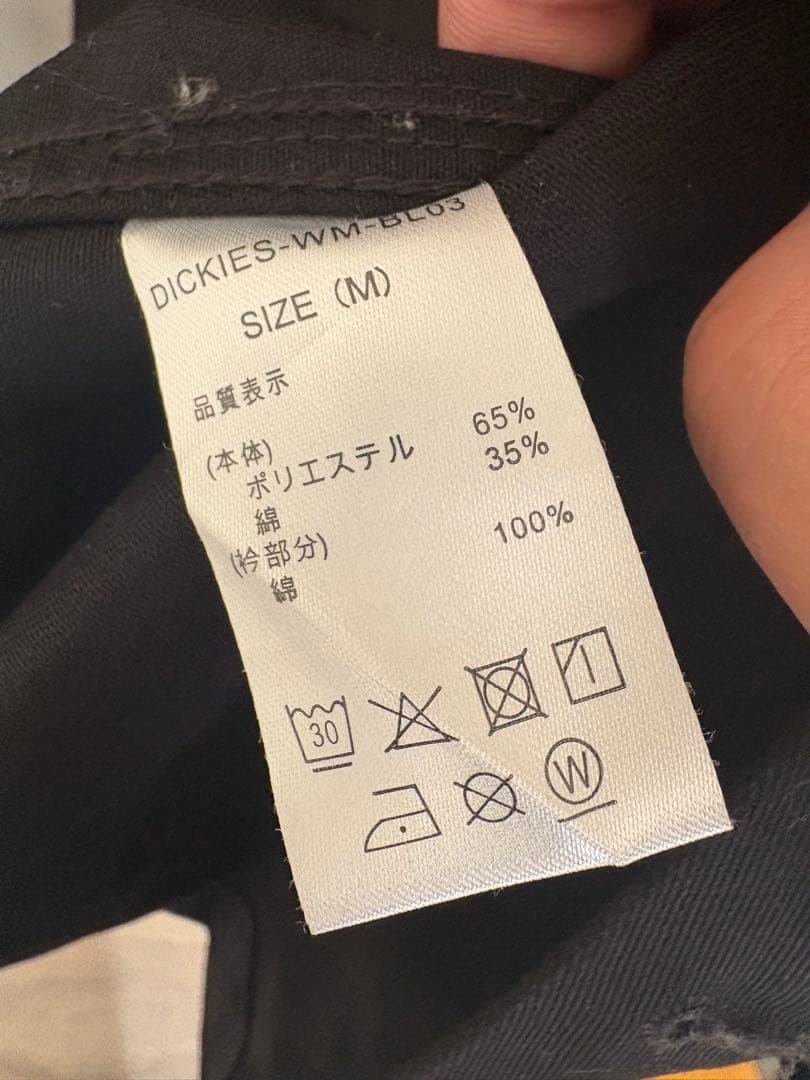 DICKIES-WM-BL03
SIZE (M)
品質表示
(本体)
ポリエステル 65%
綿 35%
(衿部分)
綿 100%
30
W